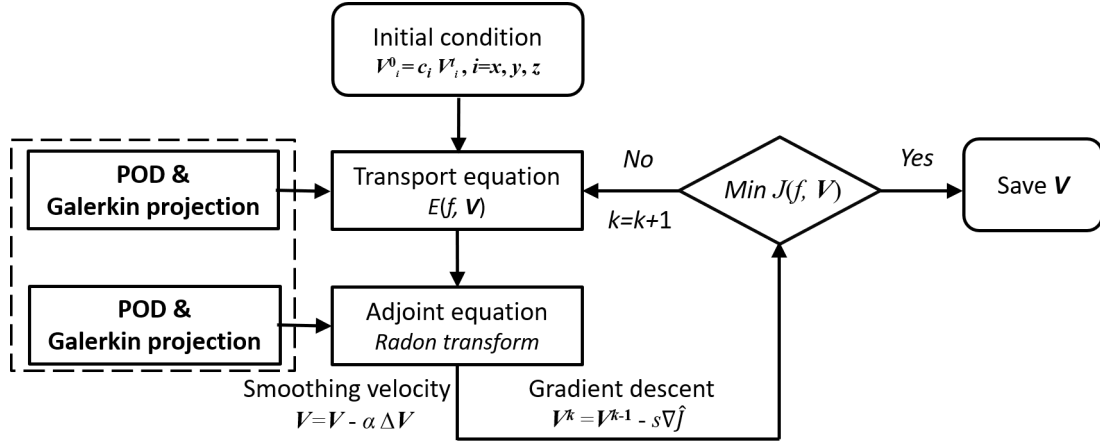 Initial condition
V⁰ᵢ=cᵢ Vᵗᵢ, i=x, y, z
POD &
Galerkin projection
Transport equation
E(f, V)
No
k=k+1
Min J(f, V)
Yes
Save V
POD &
Galerkin projection
Adjoint equation
Radon transform
Smoothing velocity
V=V - α ΔV
Gradient descent
Vᵏ=Vᵏ⁻¹ - s∇Ĵ